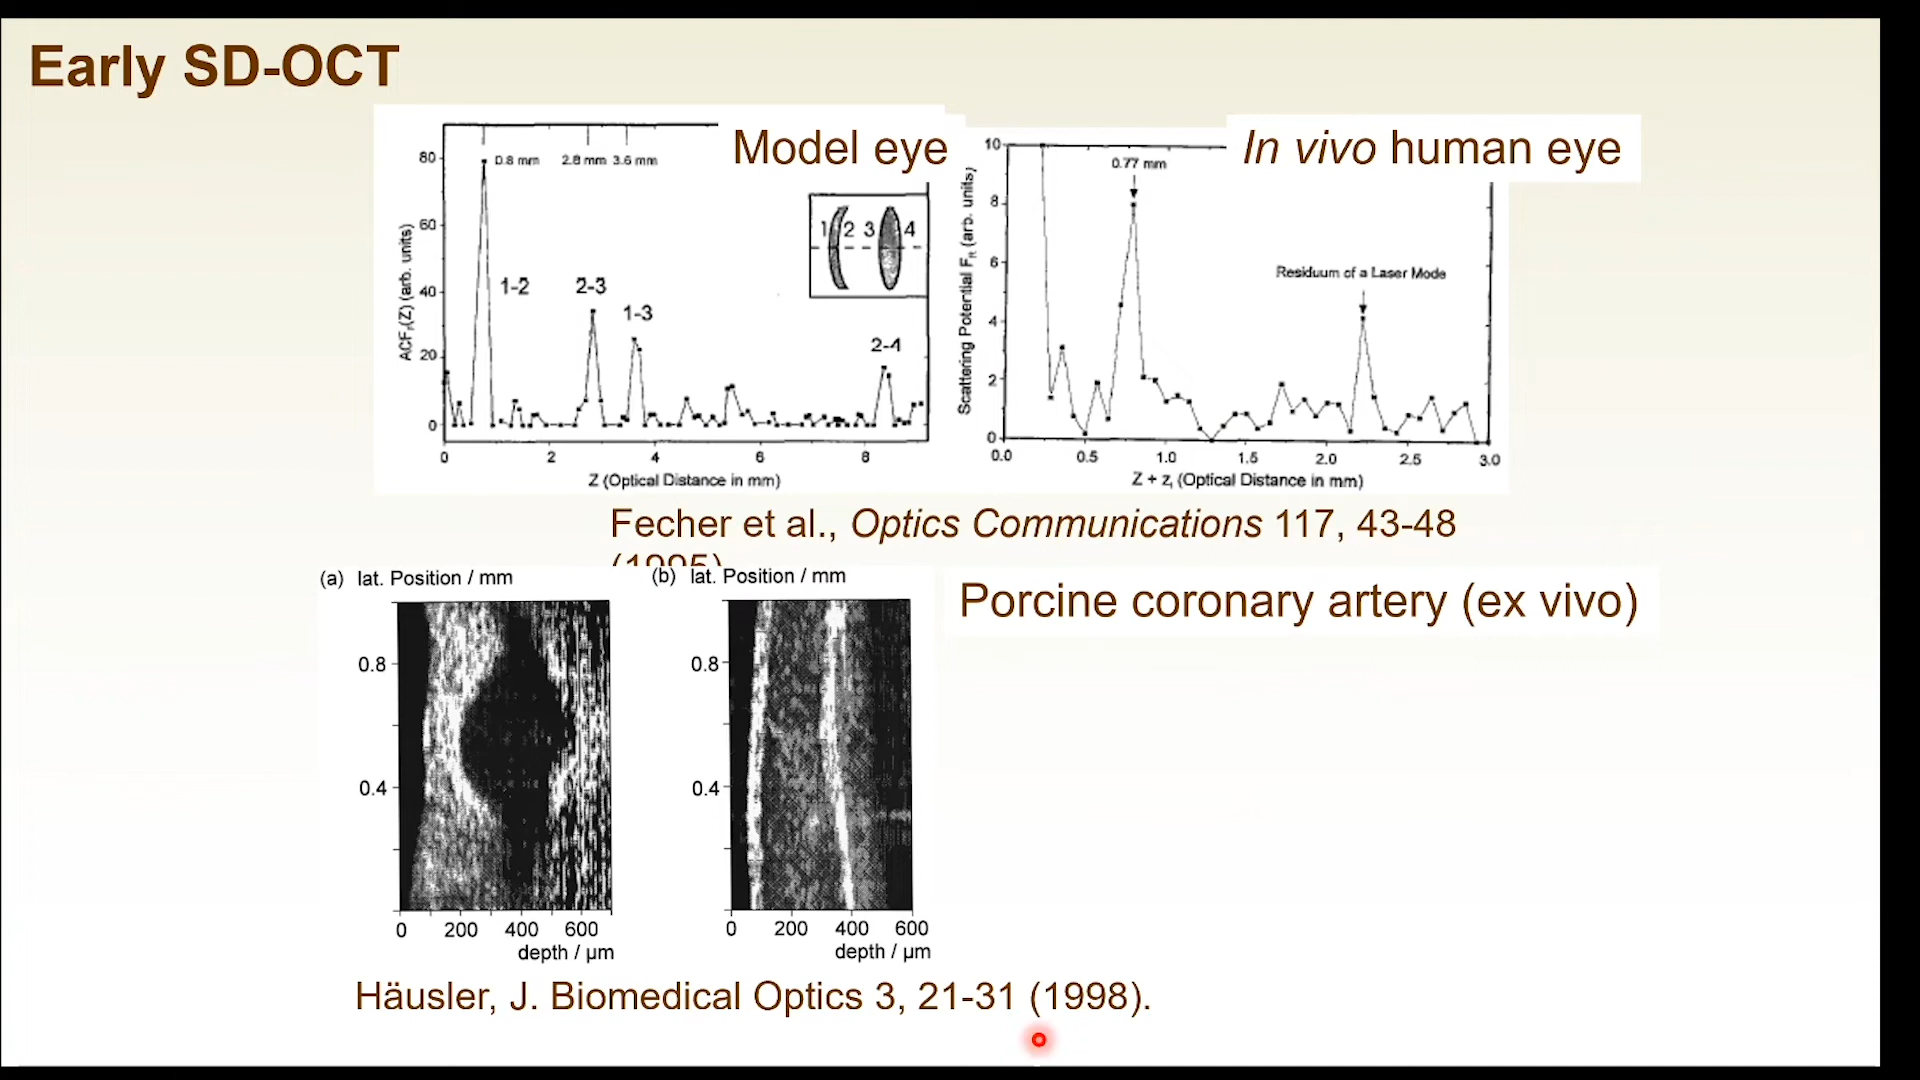 Early SD-OCT
Model eye
In vivo human eye
0.8 mm 2.8 mm 3.6 mm
80
60
40
20
0
ACF_F(Z) (arb. units)
1-2
2-3
1-3
2-4
1 2 3 4
0 2 4 6 8
Z (Optical Distance in mm)
10
8
6
4
2
0
Scattering Potential F_R (arb. units)
0.77 mm
Residuum of a Laser Mode
0.0 0.5 1.0 1.5 2.0 2.5 3.0
Z + z₁ (Optical Distance in mm)
Fecher et al., Optics Communications 117, 43-48
(1995)
(a) lat. Position / mm
0.8
0.4
0 200 400 600
depth / µm
(b) lat. Position / mm
0.8
0.4
0 200 400 600
depth / µm
Porcine coronary artery (ex vivo)
Häusler, J. Biomedical Optics 3, 21-31 (1998).